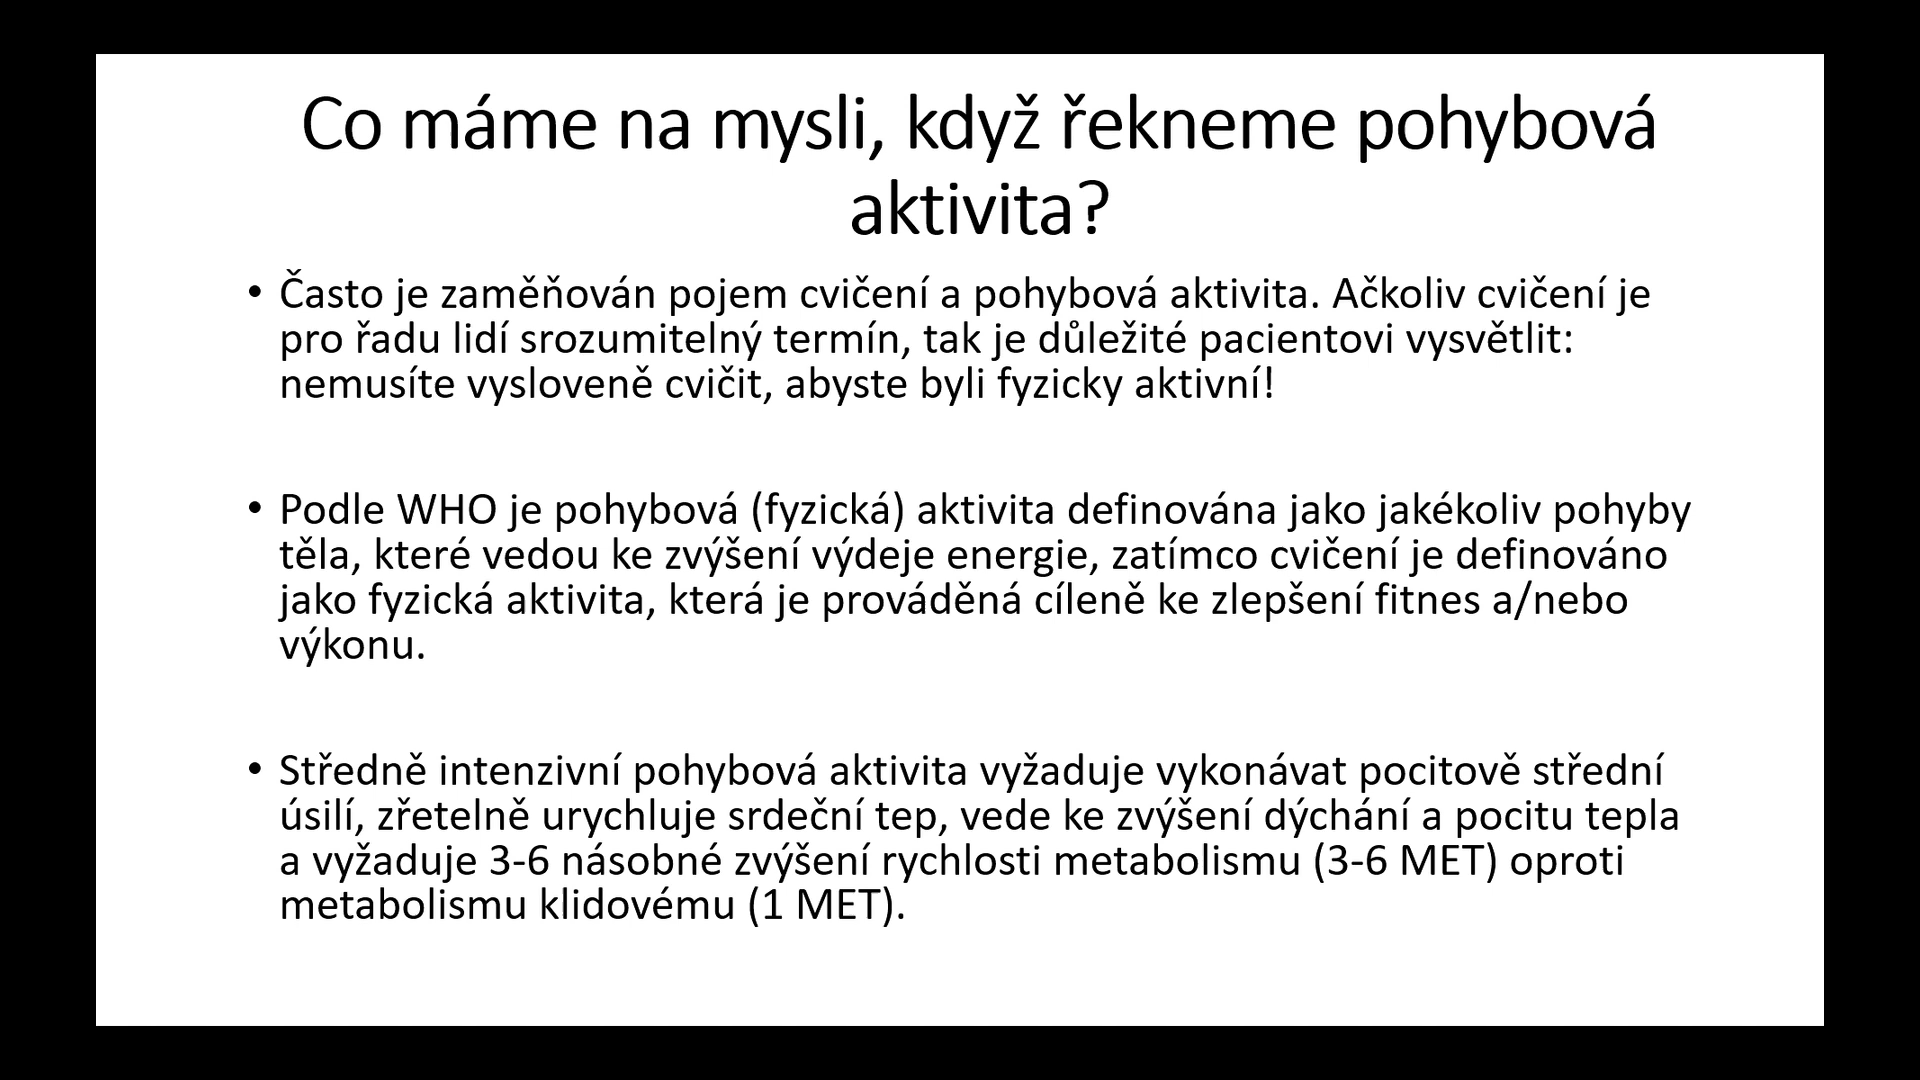 Co máme na mysli, když řekneme pohybová
aktivita?
• Často je zaměňován pojem cvičení a pohybová aktivita. Ačkoliv cvičení je
pro řadu lidí srozumitelný termín, tak je důležité pacientovi vysvětlit:
nemusíte vysloveně cvičit, abyste byli fyzicky aktivní!
• Podle WHO je pohybová (fyzická) aktivita definována jako jakékoliv pohyby
těla, které vedou ke zvýšení výdeje energie, zatímco cvičení je definováno
jako fyzická aktivita, která je prováděná cíleně ke zlepšení fitnes a/nebo
výkonu.
• Středně intenzivní pohybová aktivita vyžaduje vykonávat pocitově střední
úsilí, zřetelně urychluje srdeční tep, vede ke zvýšení dýchání a pocitu tepla
a vyžaduje 3-6 násobné zvýšení rychlosti metabolismu (3-6 MET) oproti
metabolismu klidovému (1 MET).